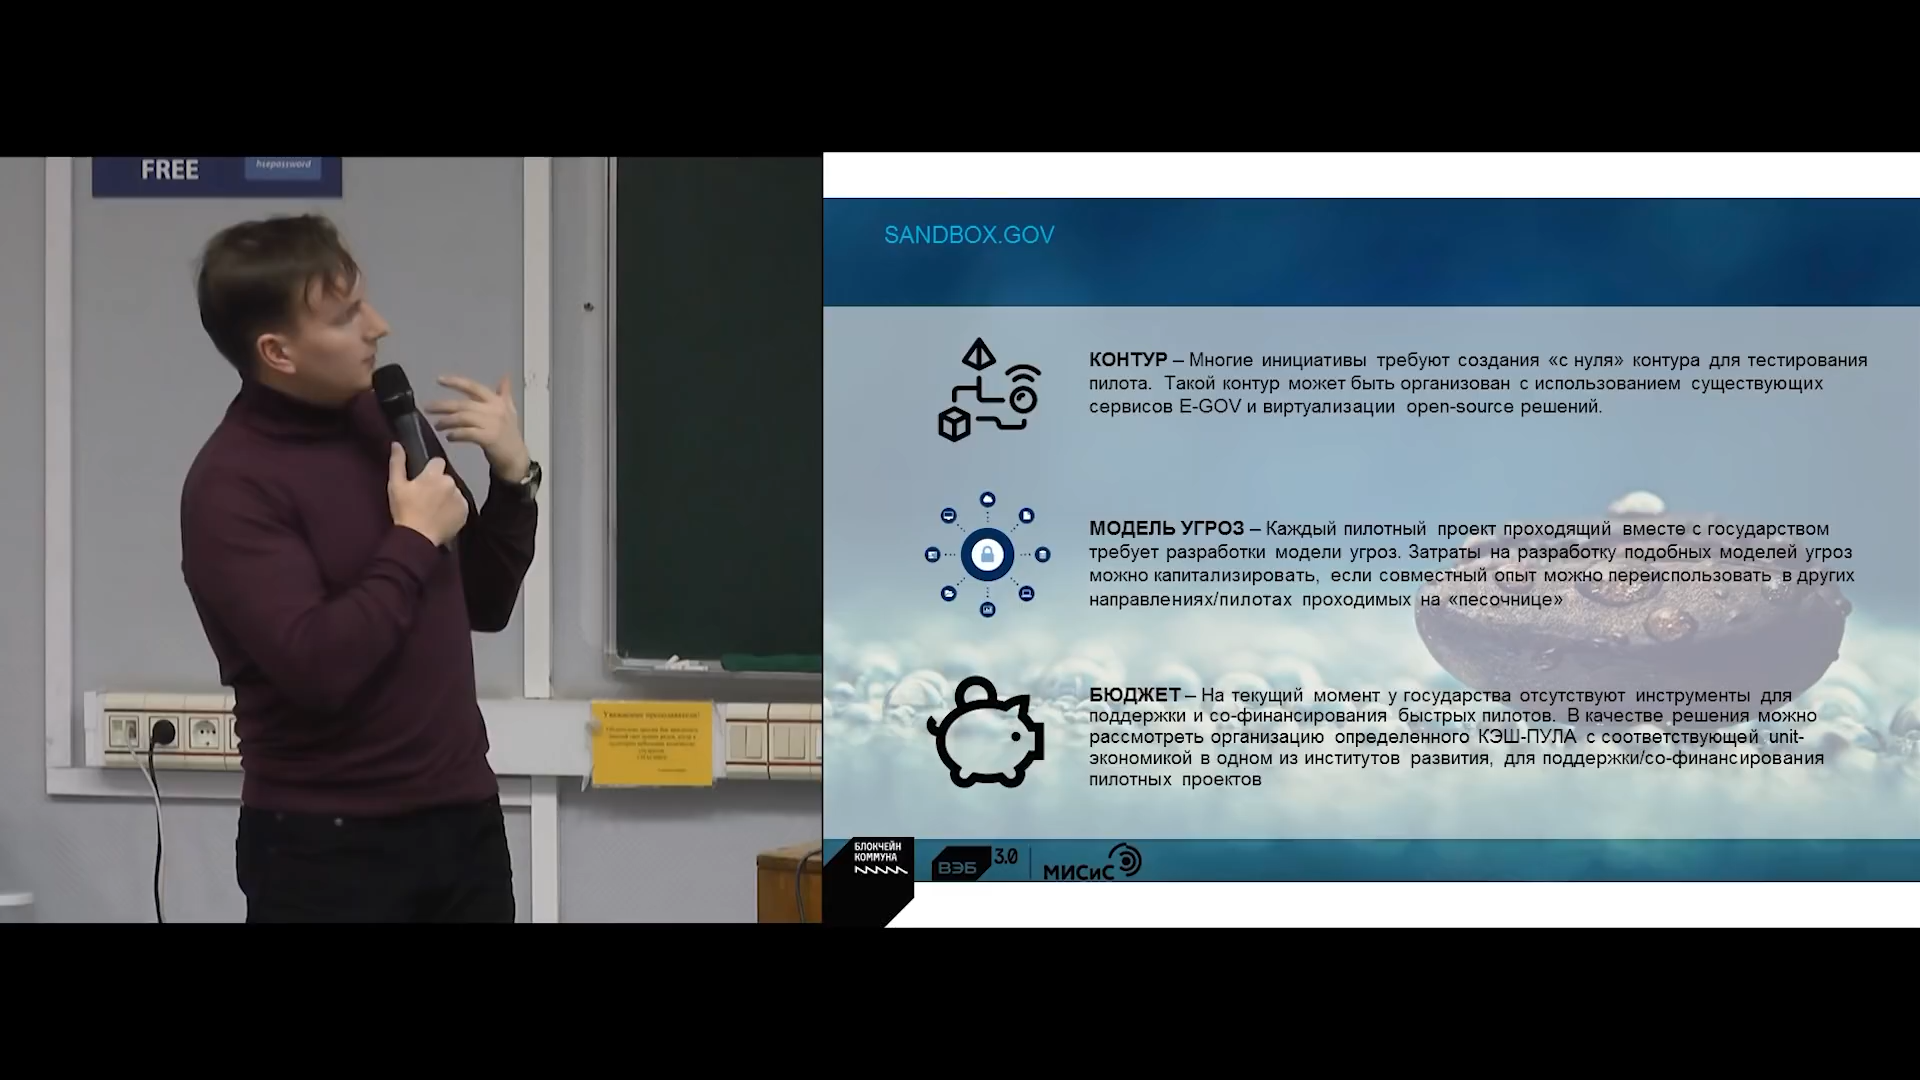 FREE
hsepassword
SANDBOX.GOV
КОНТУР – Многие инициативы требуют создания «с нуля» контура для тестирования
пилота. Такой контур может быть организован с использованием существующих
сервисов E-GOV и виртуализации open-source решений.
МОДЕЛЬ УГРОЗ – Каждый пилотный проект проходящий вместе с государством
требует разработки модели угроз. Затраты на разработку подобных моделей угроз
можно капитализировать, если совместный опыт можно переиспользовать в других
направлениях/пилотах проходимых на «песочнице»
БЮДЖЕТ – На текущий момент у государства отсутствуют инструменты для
поддержки и со-финансирования быстрых пилотов. В качестве решения можно
рассмотреть организацию определенного КЭШ-ПУЛА с соответствующей unit-
экономикой в одном из институтов развития, для поддержки/со-финансирования
пилотных проектов
Уважаемые преподаватели!
БЛОКЧЕЙН
КОММУНА
ВЭБ 3.0
МИСиС